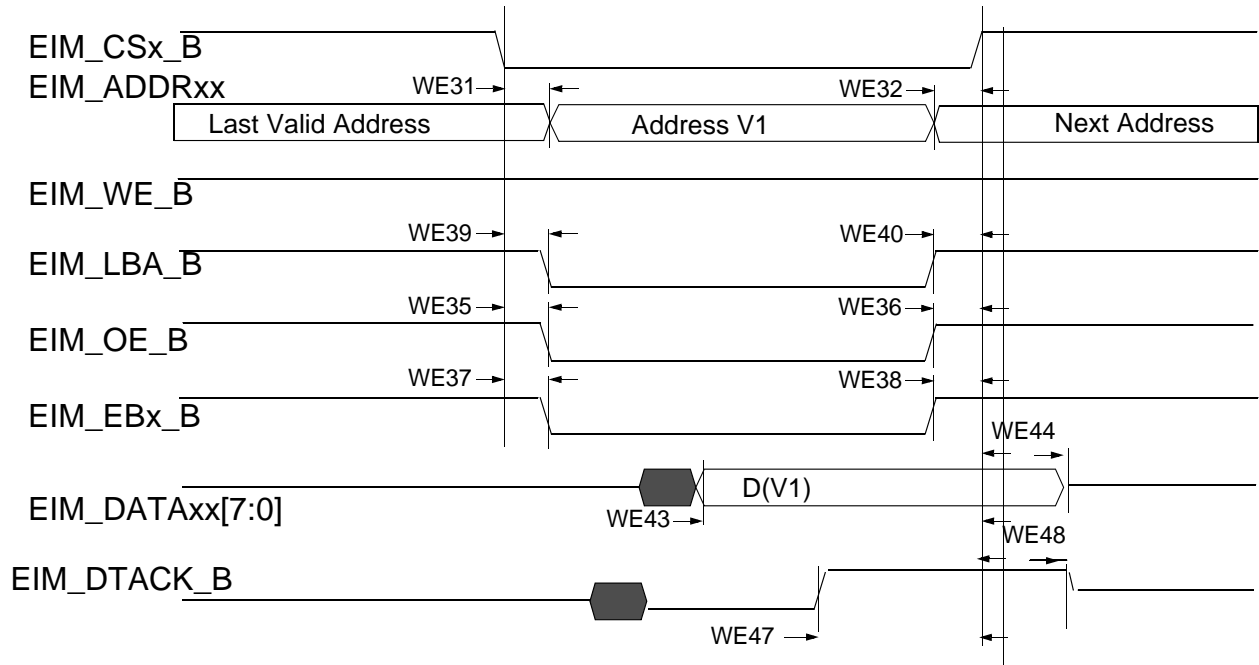 EIM_CSx_B
EIM_ADDRxx
WE31
WE32
Last Valid Address
Address V1
Next Address
EIM_WE_B
WE39
WE40
EIM_LBA_B
WE35
WE36
EIM_OE_B
WE37
WE38
EIM_EBx_B
WE44
D(V1)
EIM_DATAxx[7:0]
WE43
WE48
EIM_DTACK_B
WE47